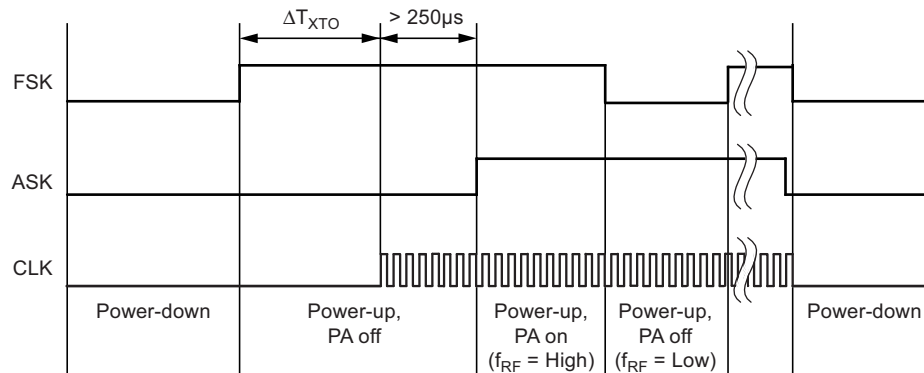 ΔT_XTO
> 250µs
FSK
ASK
CLK
Power-down
Power-up,
PA off
Power-up,
PA on
(f_RF = High)
Power-up,
PA off
(f_RF = Low)
Power-down